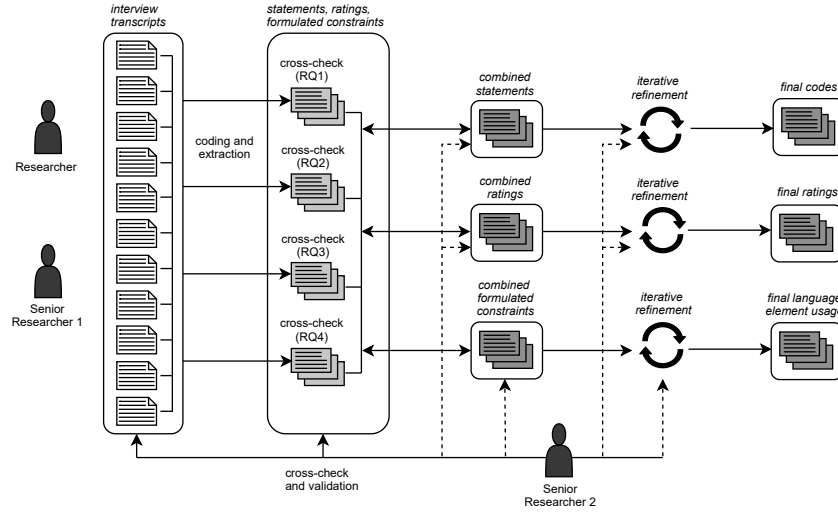 interview
transcripts
statements, ratings,
formulated constraints
Researcher
Senior
Researcher 1
coding and
extraction
cross-check
(RQ1)
cross-check
(RQ2)
cross-check
(RQ3)
cross-check
(RQ4)
combined
statements
iterative
refinement
final codes
combined
ratings
iterative
refinement
final ratings
combined
formulated
constraints
iterative
refinement
final language
element usage
cross-check
and validation
Senior
Researcher 2